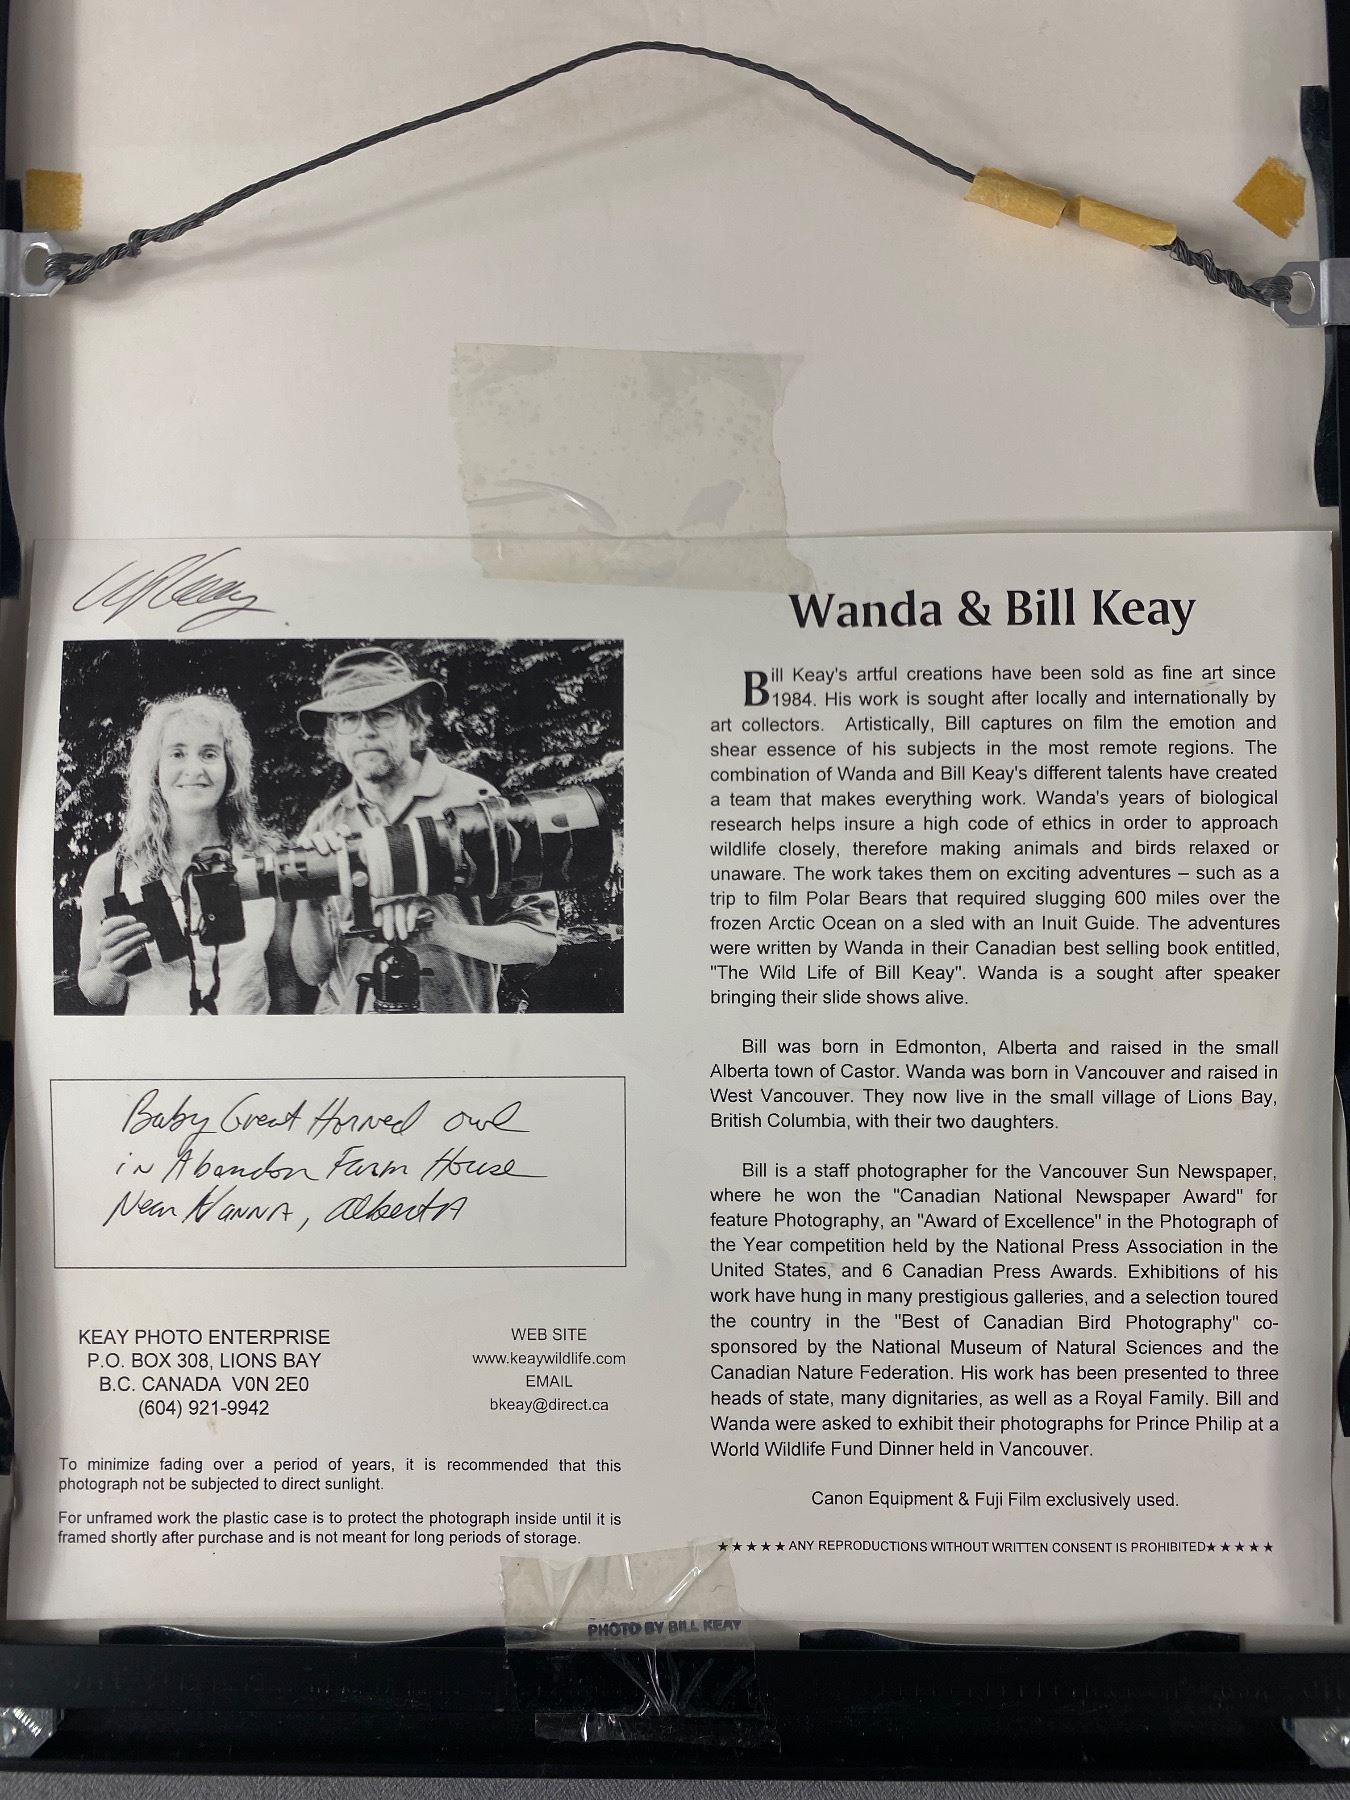 Wanda & Bill Keay
Bill Keay's artful creations have been sold as fine art since
1984. His work is sought after locally and internationally by
art collectors. Artistically, Bill captures on film the emotion and
shear essence of his subjects in the most remote regions. The
combination of Wanda and Bill Keay's different talents have created
a team that makes everything work. Wanda's years of biological
research helps insure a high code of ethics in order to approach
wildlife closely, therefore making animals and birds relaxed or
unaware. The work takes them on exciting adventures – such as a
trip to film Polar Bears that required slugging 600 miles over the
frozen Arctic Ocean on a sled with an Inuit Guide. The adventures
were written by Wanda in their Canadian best selling book entitled,
"The Wild Life of Bill Keay". Wanda is a sought after speaker
bringing their slide shows alive.
Bill was born in Edmonton, Alberta and raised in the small
Alberta town of Castor. Wanda was born in Vancouver and raised in
West Vancouver. They now live in the small village of Lions Bay,
British Columbia, with their two daughters.
Bill is a staff photographer for the Vancouver Sun Newspaper,
where he won the "Canadian National Newspaper Award" for
feature Photography, an "Award of Excellence" in the Photograph of
the Year competition held by the National Press Association in the
United States, and 6 Canadian Press Awards. Exhibitions of his
work have hung in many prestigious galleries, and a selection toured
the country in the "Best of Canadian Bird Photography" co-
sponsored by the National Museum of Natural Sciences and the
Canadian Nature Federation. His work has been presented to three
heads of state, many dignitaries, as well as a Royal Family. Bill and
Wanda were asked to exhibit their photographs for Prince Philip at a
World Wildlife Fund Dinner held in Vancouver.
Canon Equipment & Fuji Film exclusively used.
★★★★★ ANY REPRODUCTIONS WITHOUT WRITTEN CONSENT IS PROHIBITED★★★★★
Baby Great Horned owl
in Abandon Farm House
Near Hanna, Alberta
KEAY PHOTO ENTERPRISE
P.O. BOX 308, LIONS BAY
B.C. CANADA V0N 2E0
(604) 921-9942
WEB SITE
www.keaywildlife.com
EMAIL
bkeay@direct.ca
To minimize fading over a period of years, it is recommended that this
photograph not be subjected to direct sunlight.
For unframed work the plastic case is to protect the photograph inside until it is
framed shortly after purchase and is not meant for long periods of storage.
PHOTO BY BILL KEAY